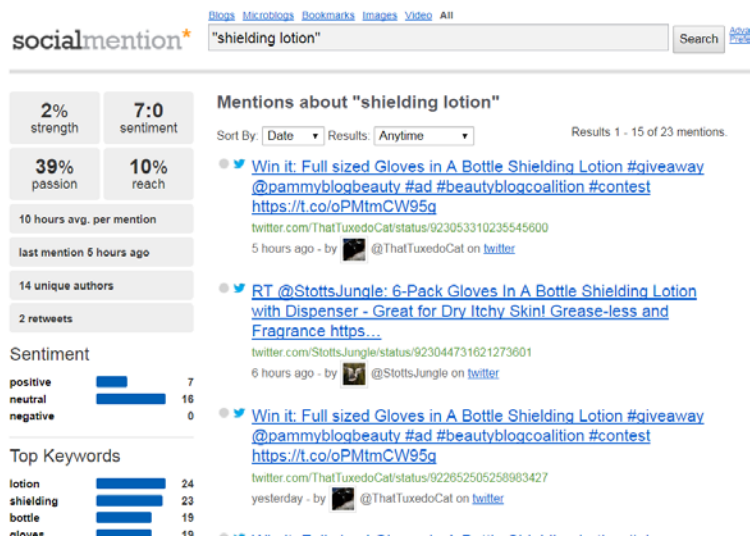 Blogs Microblogs Bookmarks Images Video All
socialmention*
"shielding lotion"
Search
2%
strength
7:0
sentiment
39%
passion
10%
reach
10 hours avg. per mention
last mention 5 hours ago
14 unique authors
2 retweets
Sentiment
positive 7
neutral 16
negative 0
Top Keywords
lotion 24
shielding 23
bottle 19
gloves 19
Mentions about "shielding lotion"
Sort By: Date Results: Anytime
Results 1 - 15 of 23 mentions.
Win it: Full sized Gloves in A Bottle Shielding Lotion #giveaway
@pammyblogbeauty #ad #beautyblogcoalition #contest
https://t.co/oPMtmCW95g
twitter.com/ThatTuxedoCat/status/923053310235545600
5 hours ago - by @ThatTuxedoCat on twitter
RT @StottsJungle: 6-Pack Gloves In A Bottle Shielding Lotion
with Dispenser - Great for Dry Itchy Skin! Grease-less and
Fragrance https…
twitter.com/StottsJungle/status/923044731621273601
6 hours ago - by @StottsJungle on twitter
Win it: Full sized Gloves in A Bottle Shielding Lotion #giveaway
@pammyblogbeauty #ad #beautyblogcoalition #contest
https://t.co/oPMtmCW95g
twitter.com/ThatTuxedoCat/status/922652505258983427
yesterday - by @ThatTuxedoCat on twitter